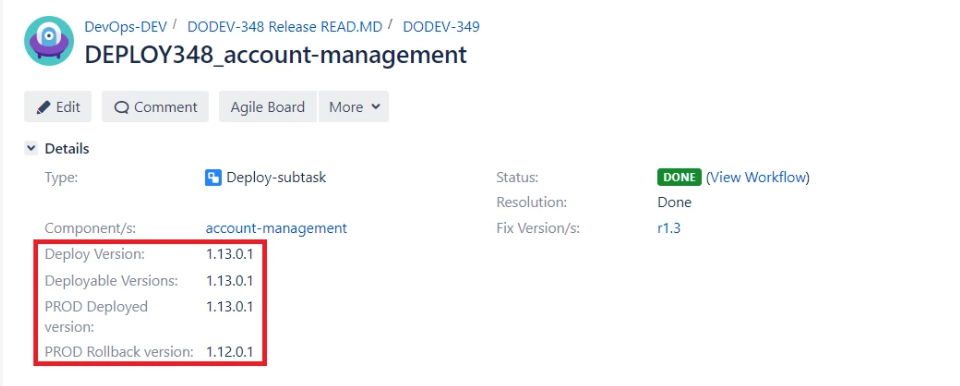 DevOps-DEV / DODEV-348 Release READ.MD / DODEV-349
DEPLOY348_account-management
Edit Comment Agile Board More
Details
Type: Deploy-subtask Status: DONE (View Workflow)
Resolution: Done
Component/s: account-management Fix Version/s: r1.3
Deploy Version: 1.13.0.1
Deployable Versions: 1.13.0.1
PROD Deployed 1.13.0.1
version:
PROD Rollback version: 1.12.0.1